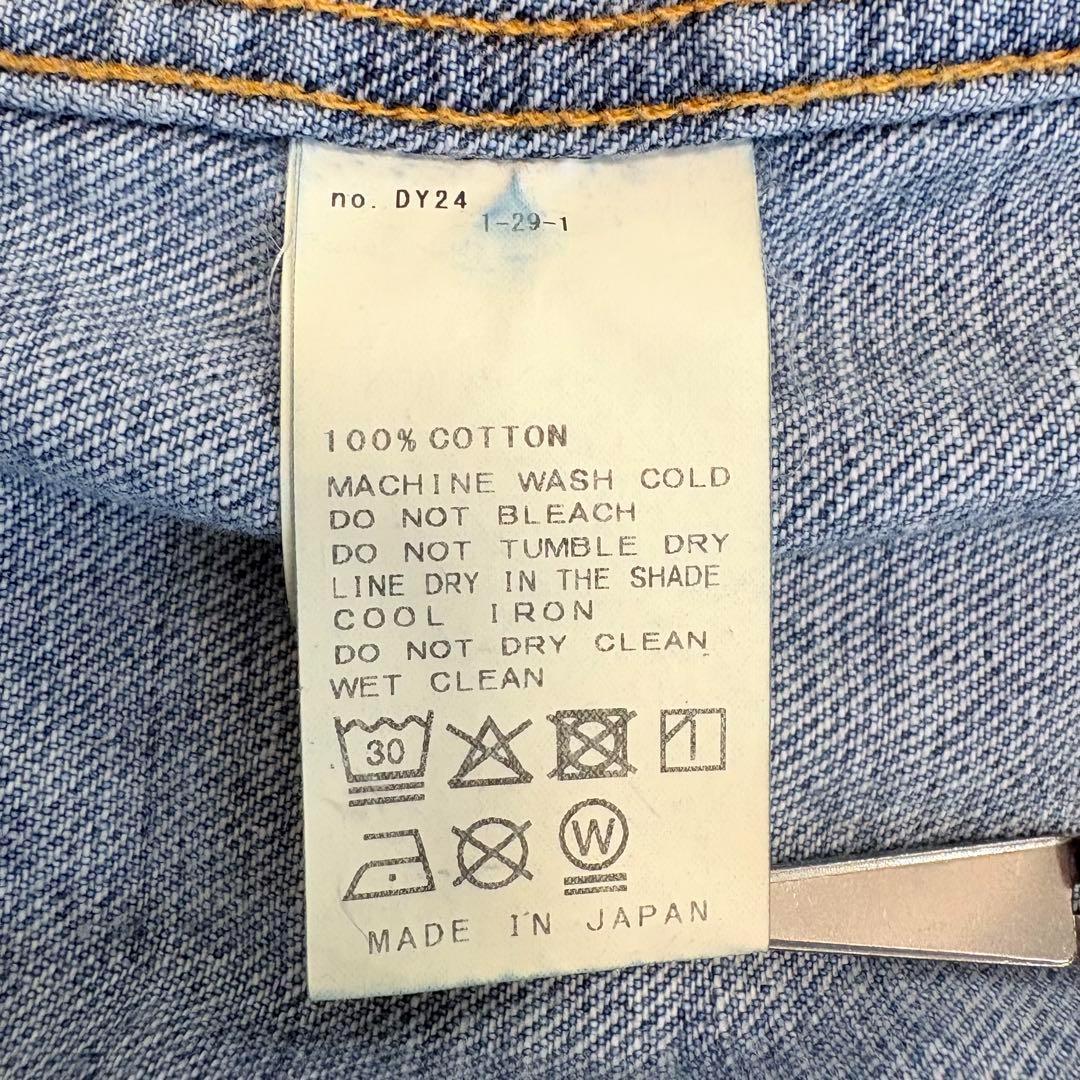 no. DY24
1-29-1
100% COTTON
MACHINE WASH COLD
DO NOT BLEACH
DO NOT TUMBLE DRY
LINE DRY IN THE SHADE
COOL IRON
DO NOT DRY CLEAN
WET CLEAN
30
W
MADE IN JAPAN